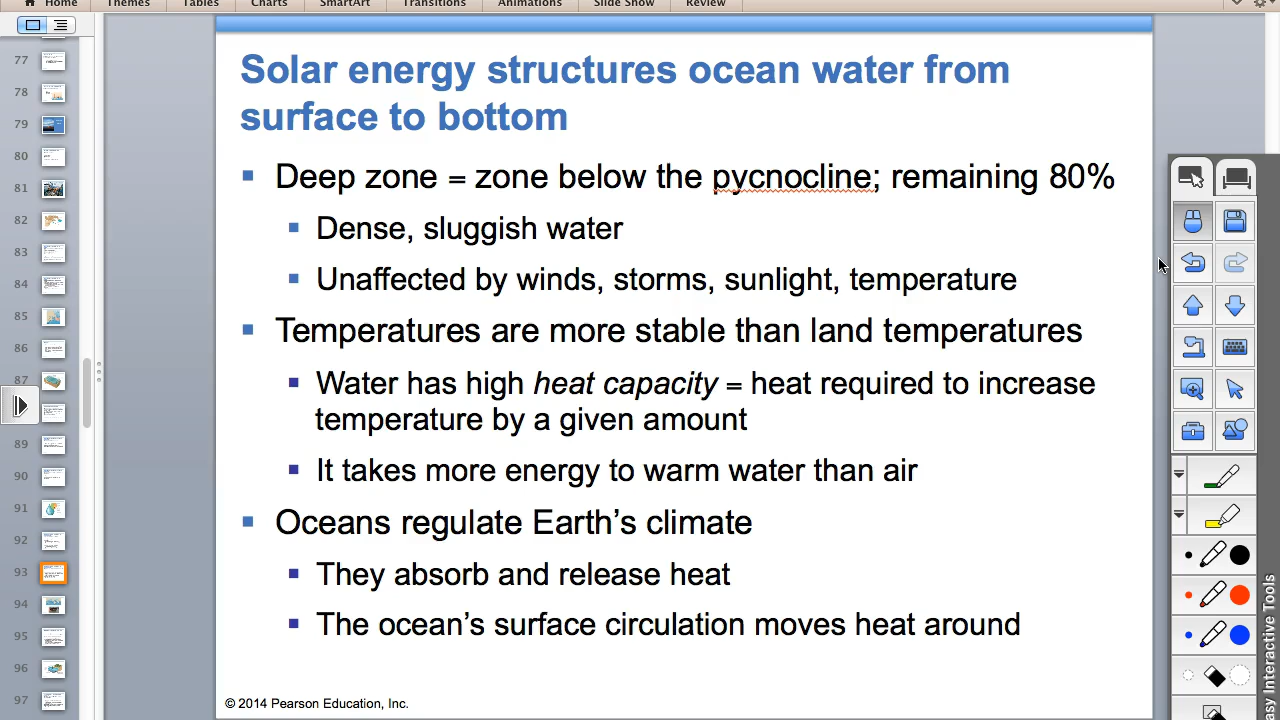 Home Themes Tables Charts SmartArt Transitions Animations Slide Show Review
77
78
79
80
81
82
83
84
85
86
87
89
90
91
92
93
94
95
96
97
Solar energy structures ocean water from
surface to bottom
Deep zone = zone below the pycnocline; remaining 80%
Dense, sluggish water
Unaffected by winds, storms, sunlight, temperature
Temperatures are more stable than land temperatures
Water has high heat capacity = heat required to increase
temperature by a given amount
It takes more energy to warm water than air
Oceans regulate Earth's climate
They absorb and release heat
The ocean's surface circulation moves heat around
© 2014 Pearson Education, Inc.
Interactive Tools